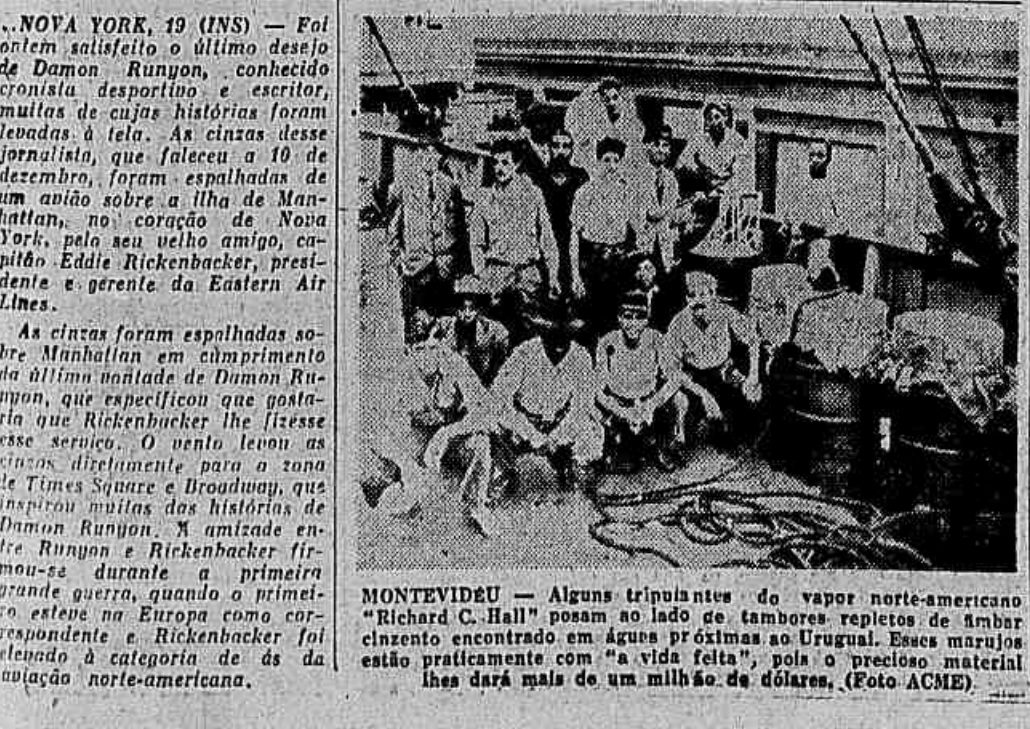 ...NOVA YORK, 19 (INS) — Foi
ontem satisfeito o último desejo
de Damon Runyon, conhecido
cronista desportivo e escritor,
muitas de cujas histórias foram
levadas à tela. As cinzas desse
jornalista, que faleceu a 10 de
dezembro, foram espalhadas de
um avião sobre a ilha de Man-
hattan, no coração de Nova
York, pelo seu velho amigo, ca-
pitão Eddie Rickenbacker, presi-
dente e gerente da Eastern Air
Lines.
As cinzas foram espalhadas so-
bre Manhattan em cumprimento
da última vontade de Damon Ru-
nyon, que especificou que gosta-
ria que Rickenbacker lhe fizesse
esse serviço. O vento levou as
cinzas diretamente para a zona
de Times Square e Broadway, que
inspirou muitas das histórias de
Damon Runyon. A amizade en-
tre Runyon e Rickenbacker fir-
mou-se durante a primeira
grande guerra, quando o primei-
ro esteve na Europa como cor-
respondente e Rickenbacker foi
elevado à categoria de ás da
aviação norte-americana.
MONTEVIDÉU — Alguns tripulantes do vapor norte-americano
"Richard C. Hall" posam ao lado de tambores repletos de âmbar
cinzento encontrado em águas próximas ao Uruguai. Esses marujos
estão praticamente com "a vida feita", pois o precioso material
lhes dará mais de um milhão de dólares. (Foto ACME)